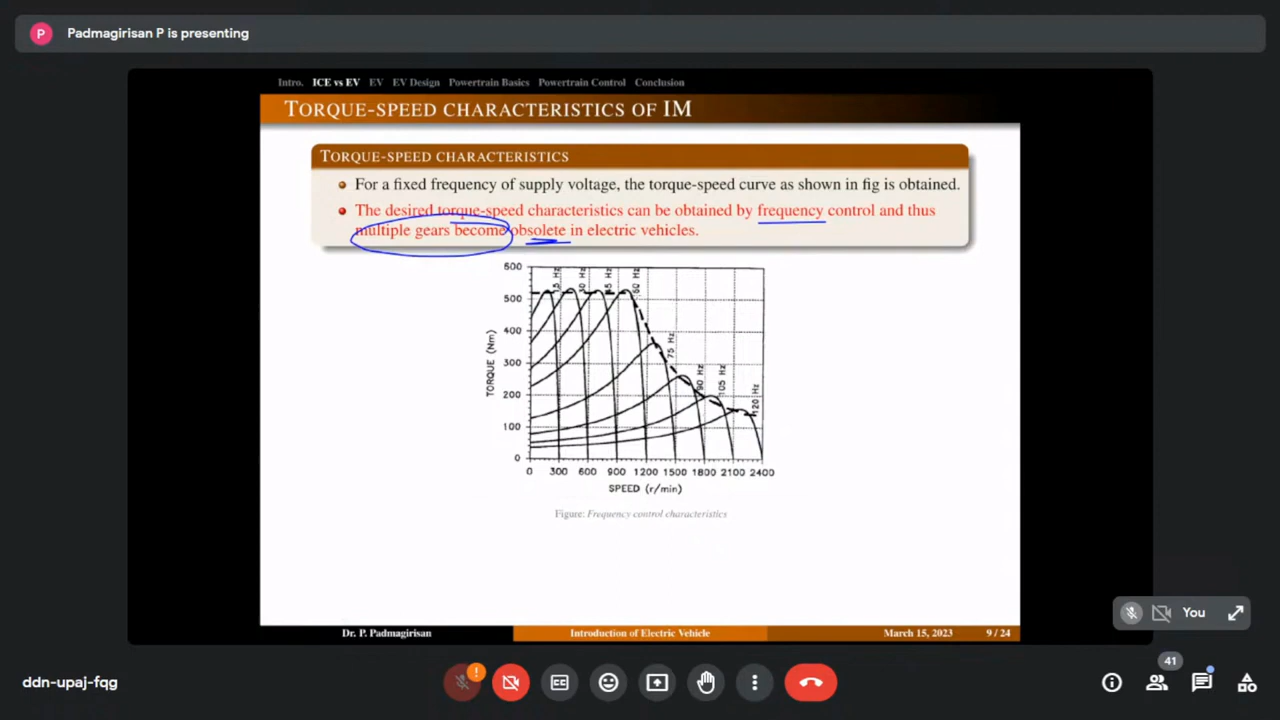 P Padmagirisan P is presenting
Intro. ICE vs EV EV EV Design Powertrain Basics Powertrain Control Conclusion
TORQUE-SPEED CHARACTERISTICS OF IM
TORQUE-SPEED CHARACTERISTICS
For a fixed frequency of supply voltage, the torque-speed curve as shown in fig is obtained.
The desired torque-speed characteristics can be obtained by frequency control and thus
multiple gears become obsolete in electric vehicles.
600
500
400
300
200
100
0
TORQUE (Nm)
15 Hz
30 Hz
45 Hz
60 Hz
75 Hz
90 Hz
105 Hz
120 Hz
0 300 600 900 1200 1500 1800 2100 2400
SPEED (r/min)
Figure: Frequency control characteristics
Dr. P. Padmagirisan Introduction of Electric Vehicle March 15, 2023 9 / 24
You
ddn-upaj-fqg
!
CC
41